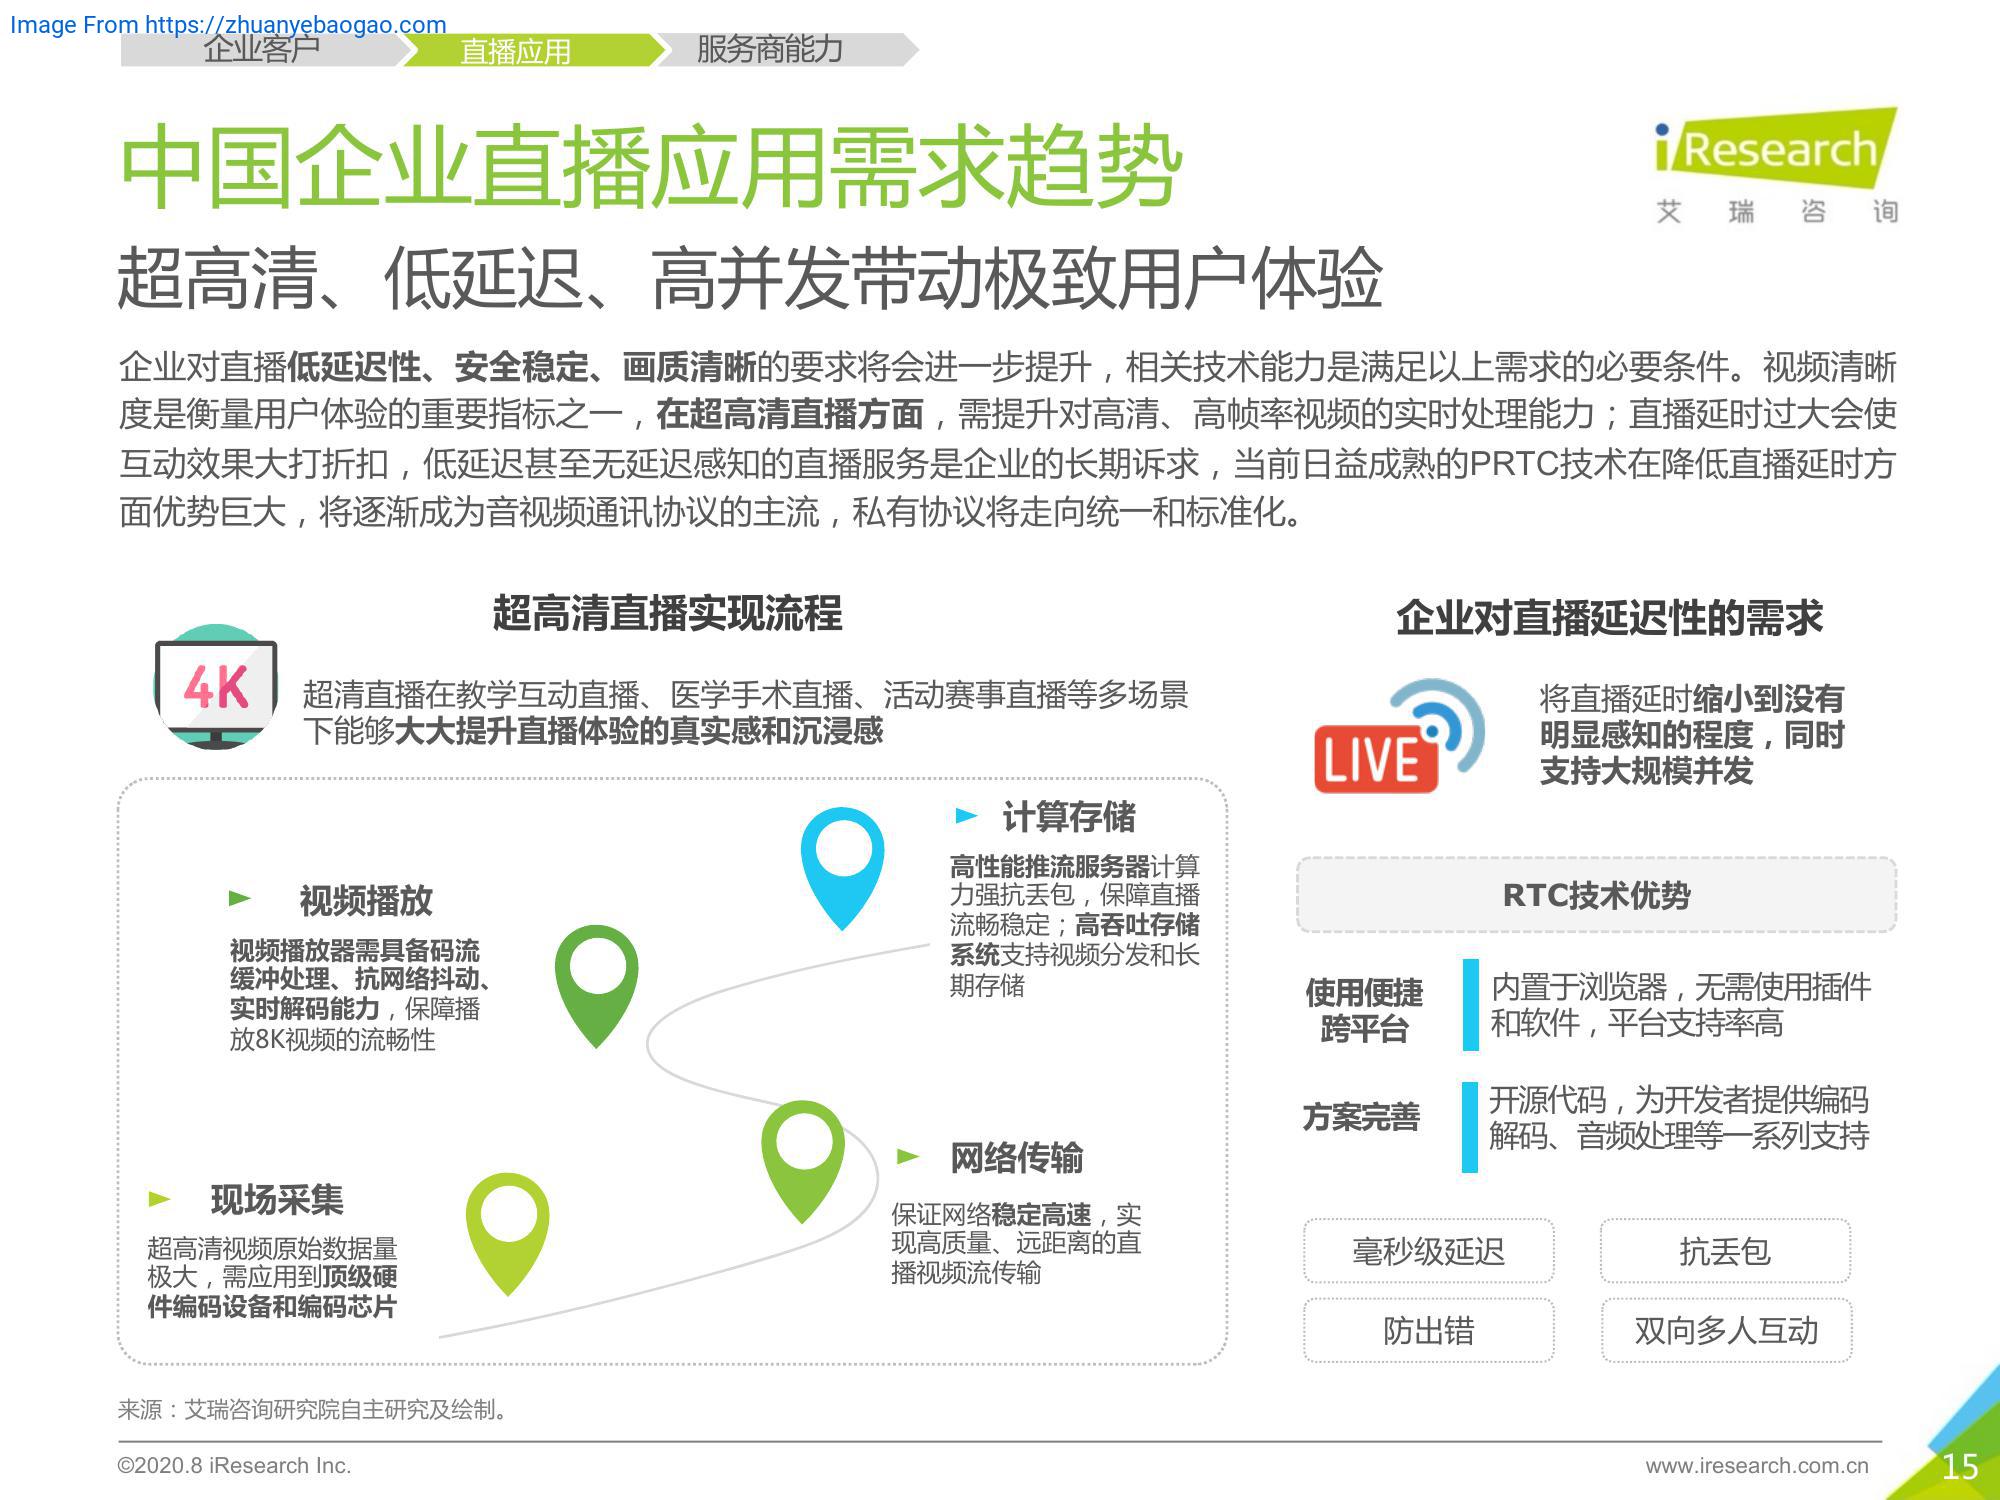 Image From https://zhuanyebaogao.com
企业客户
直播应用
服务商能力
中国企业直播应用需求趋势
iResearch
艾瑞咨询
超高清、低延迟、高并发带动极致用户体验
企业对直播低延迟性、安全稳定、画质清晰的要求将会进一步提升，相关技术能力是满足以上需求的必要条件。视频清晰
度是衡量用户体验的重要指标之一，在超高清直播方面，需提升对高清、高帧率视频的实时处理能力；直播延时过大会使
互动效果大打折扣，低延迟甚至无延迟感知的直播服务是企业的长期诉求，当前日益成熟的PRTC技术在降低直播延时方
面优势巨大，将逐渐成为音视频通讯协议的主流，私有协议将走向统一和标准化。
超高清直播实现流程
4K
超清直播在教学互动直播、医学手术直播、活动赛事直播等多场景
下能够大大提升直播体验的真实感和沉浸感
计算存储
高性能推流服务器计算
力强抗丢包，保障直播
流畅稳定；高吞吐存储
系统支持视频分发和长
期存储
视频播放
视频播放器需具备码流
缓冲处理、抗网络抖动、
实时解码能力，保障播
放8K视频的流畅性
网络传输
保证网络稳定高速，实
现高质量、远距离的直
播视频流传输
现场采集
超高清视频原始数据量
极大，需应用到顶级硬
件编码设备和编码芯片
企业对直播延迟性的需求
LIVE
将直播延时缩小到没有
明显感知的程度，同时
支持大规模并发
RTC技术优势
使用便捷
跨平台
内置于浏览器，无需使用插件
和软件，平台支持率高
方案完善
开源代码，为开发者提供编码
解码、音频处理等一系列支持
毫秒级延迟
抗丢包
防出错
双向多人互动
来源：艾瑞咨询研究院自主研究及绘制。
©2020.8 iResearch Inc.
www.iresearch.com.cn
15